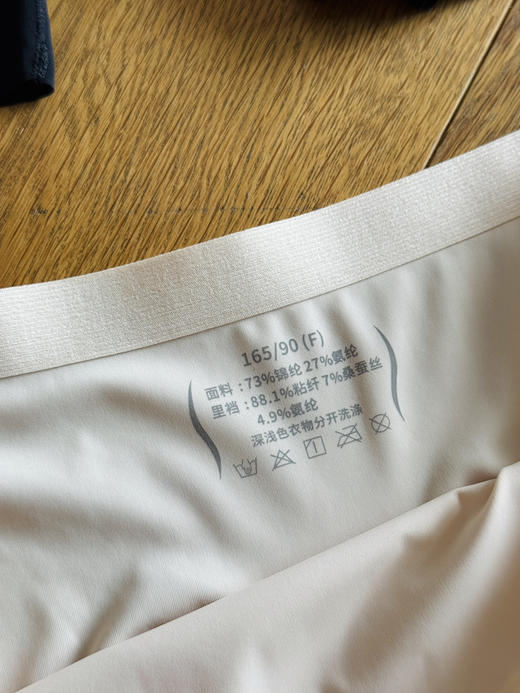 165/90 (F)
面料:73%锦纶 27%氨纶
里裆:88.1%粘纤 7%桑蚕丝
4.9%氨纶
深浅色衣物分开洗涤